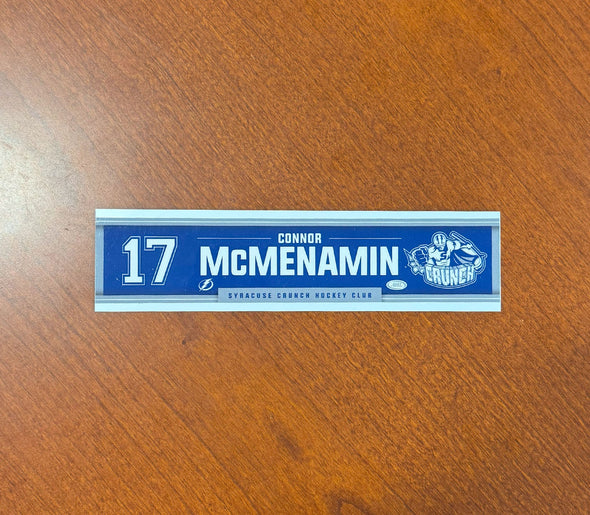 17
CONNOR
McMENAMIN
CRUNCH
SYRACUSE CRUNCH HOCKEY CLUB